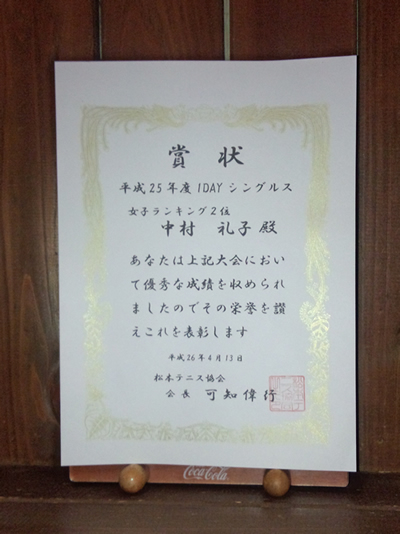 賞状
平成25年度 1DAY シングルス
女子ランキング2位
中村 礼子 殿
あなたは上記大会におい
て優秀な成績を収められ
ましたのでその栄誉を讃
えこれを表彰します
平成26年4月13日
松本テニス協会
会長 可知偉行
Coca-Cola